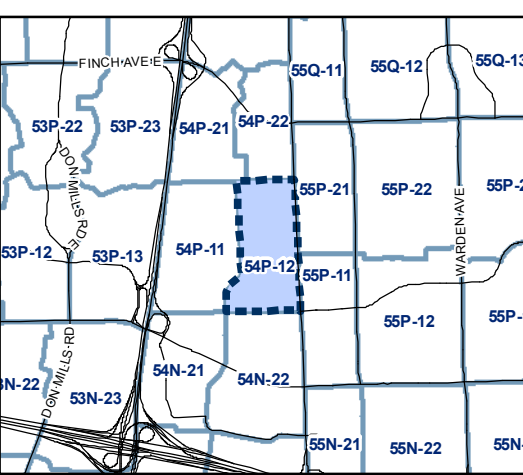 55Q-11
55Q-12
55Q-13
FINCH AVE E
53P-22
53P-23
54P-21
54P-22
DON MILLS RD E
55P-21
55P-22
55P-2
WARDEN AVE
53P-12
53P-13
54P-11
54P-12
55P-11
55P-12
55P-
DON MILLS RD
3N-22
53N-23
54N-21
54N-22
55N-21
55N-22
55N-